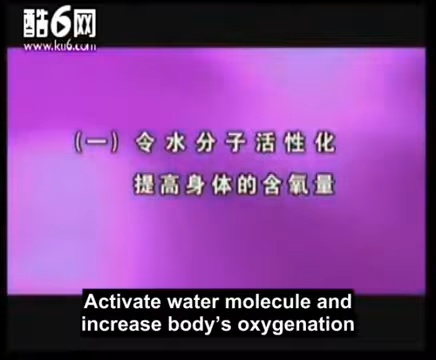 酷6网
www.ku6.com
(一)令水分子活性化
提高身体的含氧量
Activate water molecule and
increase body's oxygenation